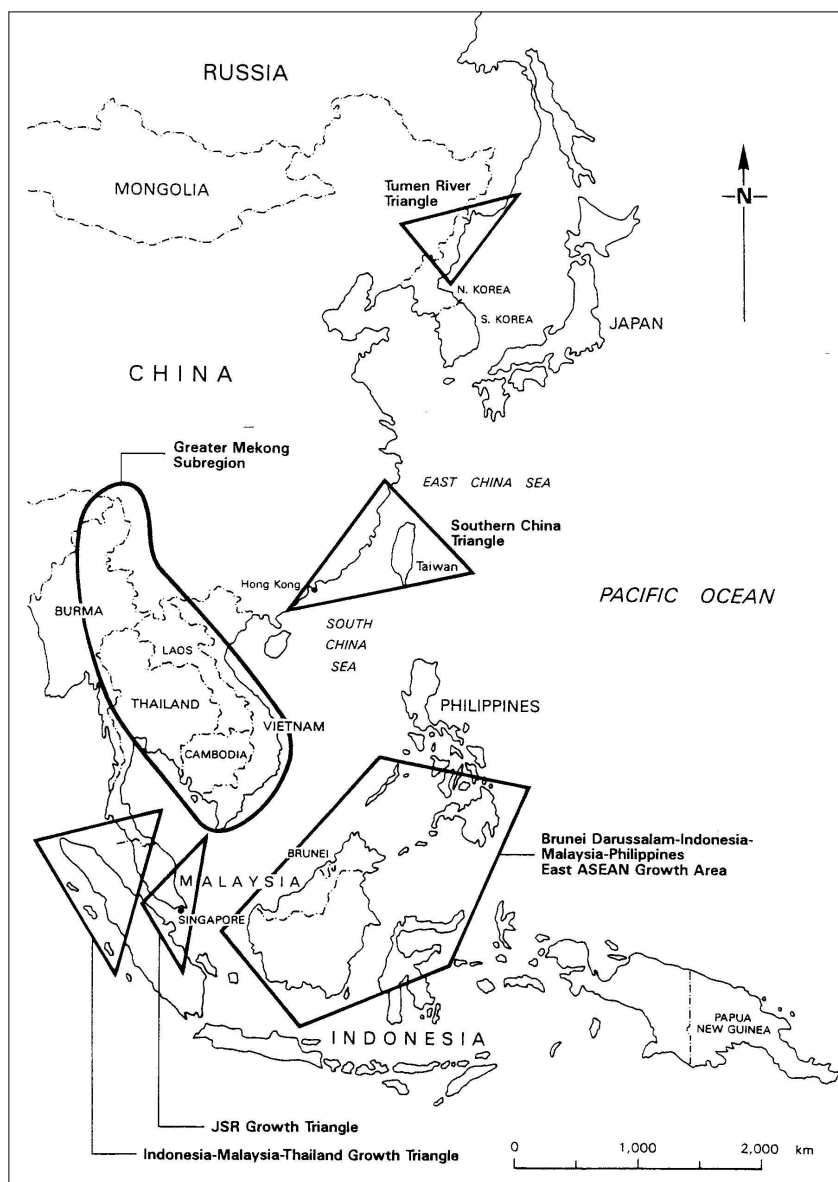 RUSSIA
MONGOLIA
Tumen River
Triangle
N
N. KOREA
S. KOREA
JAPAN
CHINA
Greater Mekong
Subregion
EAST CHINA SEA
Southern China
Triangle
Taiwan
Hong Kong
PACIFIC OCEAN
BURMA
SOUTH
CHINA
SEA
LAOS
THAILAND
PHILIPPINES
VIETNAM
CAMBODIA
Brunei Darussalam-Indonesia-
Malaysia-Philippines
East ASEAN Growth Area
BRUNEI
MALAYSIA
SINGAPORE
PAPUA
NEW GUINEA
INDONESIA
JSR Growth Triangle
Indonesia-Malaysia-Thailand Growth Triangle
0 1,000 2,000 km